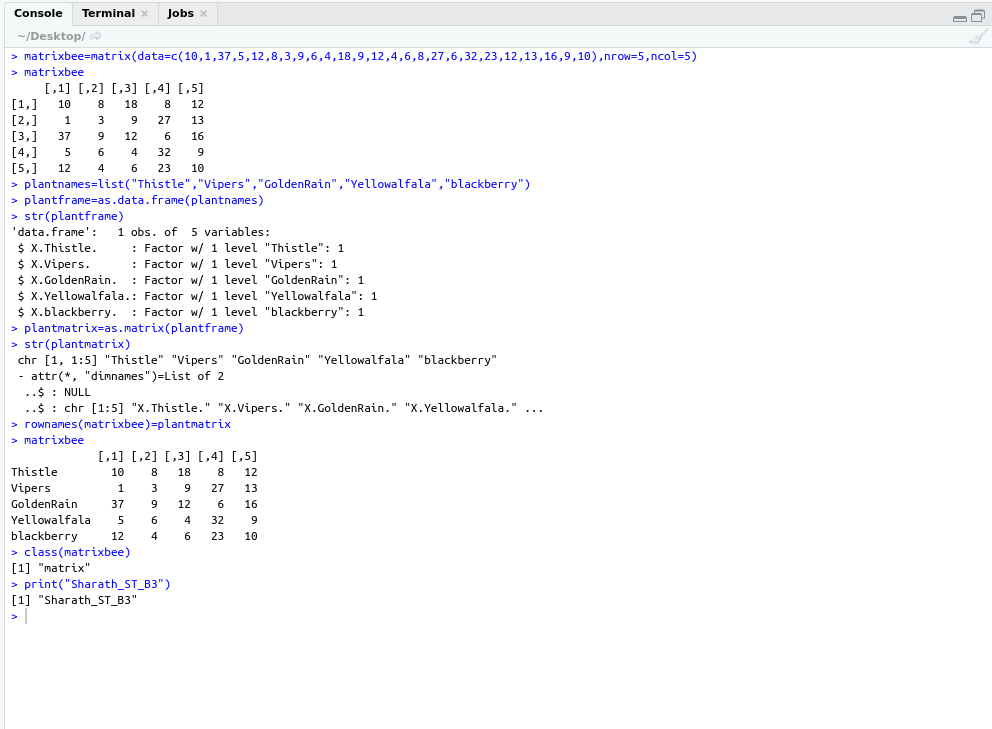 Console Terminal × Jobs ×
~/Desktop/
> matrixbee=matrix(data=c(10,1,37,5,12,8,3,9,6,4,18,9,12,4,6,8,27,6,32,23,12,13,16,9,10),nrow=5,ncol=5)
> matrixbee
     [,1] [,2] [,3] [,4] [,5]
[1,]   10    8   18    8   12
[2,]    1    3    9   27   13
[3,]   37    9   12    6   16
[4,]    5    6    4   32    9
[5,]   12    4    6   23   10
> plantnames=list("Thistle","Vipers","GoldenRain","Yellowalfala","blackberry")
> plantframe=as.data.frame(plantnames)
> str(plantframe)
'data.frame':   1 obs. of  5 variables:
 $ X.Thistle.     : Factor w/ 1 level "Thistle": 1
 $ X.Vipers.      : Factor w/ 1 level "Vipers": 1
 $ X.GoldenRain.  : Factor w/ 1 level "GoldenRain": 1
 $ X.Yellowalfala.: Factor w/ 1 level "Yellowalfala": 1
 $ X.blackberry.  : Factor w/ 1 level "blackberry": 1
> plantmatrix=as.matrix(plantframe)
> str(plantmatrix)
 chr [1, 1:5] "Thistle" "Vipers" "GoldenRain" "Yellowalfala" "blackberry"
 - attr(*, "dimnames")=List of 2
  ..$ : NULL
  ..$ : chr [1:5] "X.Thistle." "X.Vipers." "X.GoldenRain." "X.Yellowalfala." ...
> rownames(matrixbee)=plantmatrix
> matrixbee
             [,1] [,2] [,3] [,4] [,5]
Thistle        10    8   18    8   12
Vipers          1    3    9   27   13
GoldenRain     37    9   12    6   16
Yellowalfala    5    6    4   32    9
blackberry     12    4    6   23   10
> class(matrixbee)
[1] "matrix"
> print("Sharath_ST_B3")
[1] "Sharath_ST_B3"
>